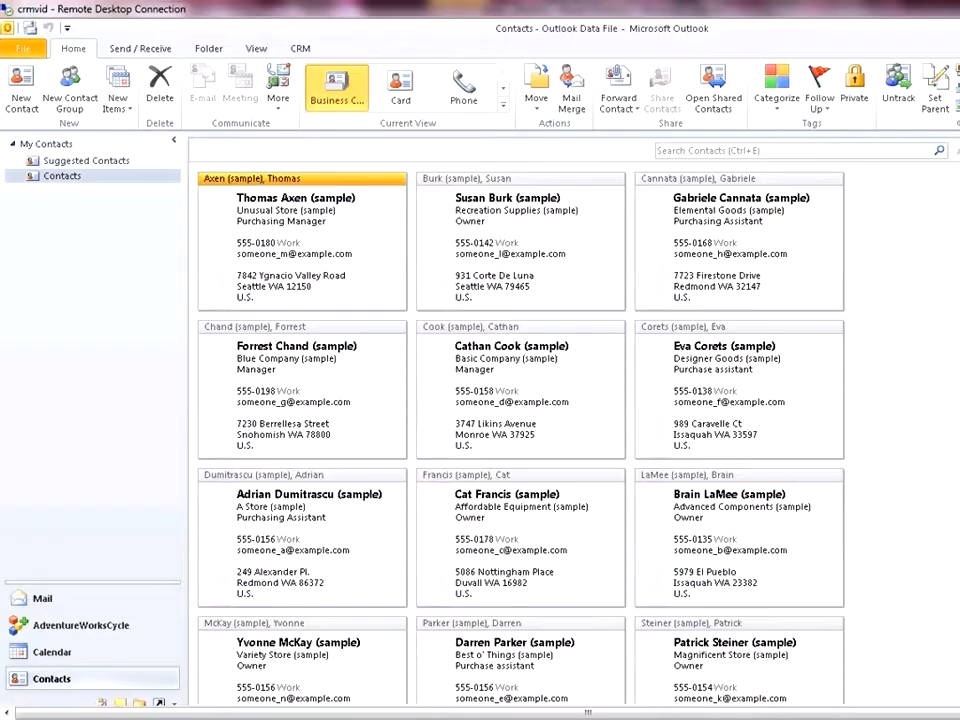 crmvid - Remote Desktop Connection
Contacts - Outlook Data File - Microsoft Outlook
File Home Send / Receive Folder View CRM
New Contact
New Contact Group
New Items
Delete
E-mail
Meeting
More
Business C...
Card
Phone
Move
Mail Merge
Forward Contact
Share Contacts
Open Shared Contacts
Categorize
Follow Up
Private
Untrack
Set Parent
New Delete Communicate Current View Actions Share Tags
My Contacts
Suggested Contacts
Contacts
Search Contacts (Ctrl+E)
Axen (sample), Thomas
Thomas Axen (sample)
Unusual Store (sample)
Purchasing Manager
555-0180 Work
someone_m@example.com
7842 Ygnacio Valley Road
Seattle WA 12150
U.S.
Burk (sample), Susan
Susan Burk (sample)
Recreation Supplies (sample)
Owner
555-0142 Work
someone_l@example.com
931 Corte De Luna
Seattle WA 79465
U.S.
Cannata (sample), Gabriele
Gabriele Cannata (sample)
Elemental Goods (sample)
Purchasing Assistant
555-0168 Work
someone_h@example.com
7723 Firestone Drive
Redmond WA 32147
U.S.
Chand (sample), Forrest
Forrest Chand (sample)
Blue Company (sample)
Manager
555-0198 Work
someone_g@example.com
7230 Berrellesa Street
Snohomish WA 78800
U.S.
Cook (sample), Cathan
Cathan Cook (sample)
Basic Company (sample)
Manager
555-0158 Work
someone_d@example.com
3747 Likins Avenue
Monroe WA 37925
U.S.
Corets (sample), Eva
Eva Corets (sample)
Designer Goods (sample)
Purchase assistant
555-0138 Work
someone_f@example.com
989 Caravelle Ct
Issaquah WA 33597
U.S.
Dumitrascu (sample), Adrian
Adrian Dumitrascu (sample)
A Store (sample)
Purchasing Assistant
555-0156 Work
someone_a@example.com
249 Alexander Pl.
Redmond WA 86372
U.S.
Francis (sample), Cat
Cat Francis (sample)
Affordable Equipment (sample)
Owner
555-0178 Work
someone_c@example.com
5086 Nottingham Place
Duvall WA 16982
U.S.
LaMee (sample), Brain
Brain LaMee (sample)
Advanced Components (sample)
Owner
555-0135 Work
someone_b@example.com
5979 El Pueblo
Issaquah WA 23382
U.S.
McKay (sample), Yvonne
Yvonne McKay (sample)
Variety Store (sample)
Owner
555-0156 Work
someone_n@example.com
Parker (sample), Darren
Darren Parker (sample)
Best o' Things (sample)
Purchase assistant
555-0156 Work
someone_e@example.com
Steiner (sample), Patrick
Patrick Steiner (sample)
Magnificent Store (sample)
Owner
555-0154 Work
someone_k@example.com
Mail
AdventureWorksCycle
Calendar
Contacts